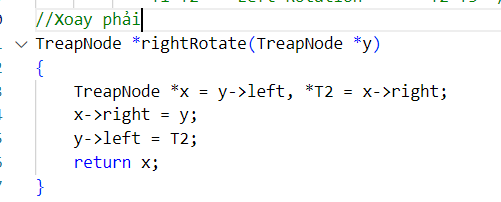 //Xoay phải
TreapNode *rightRotate(TreapNode *y)
{
    TreapNode *x = y->left, *T2 = x->right;
    x->right = y;
    y->left = T2;
    return x;
}